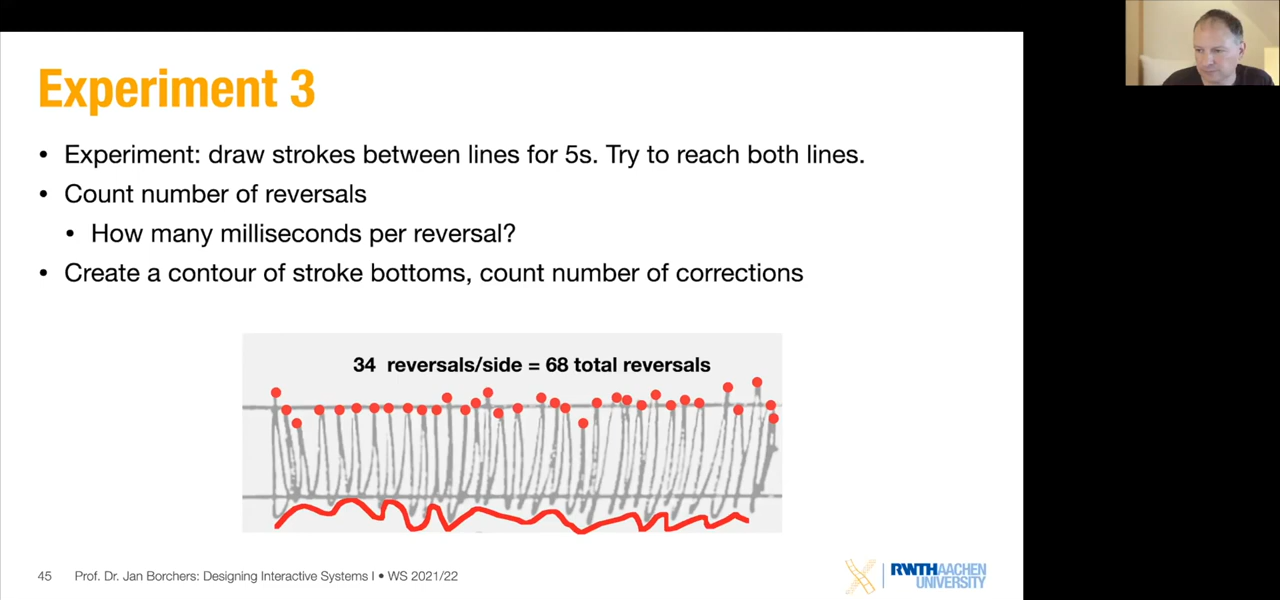 Experiment 3
• Experiment: draw strokes between lines for 5s. Try to reach both lines.
• Count number of reversals
• How many milliseconds per reversal?
• Create a contour of stroke bottoms, count number of corrections
34 reversals/side = 68 total reversals
45 Prof. Dr. Jan Borchers: Designing Interactive Systems I • WS 2021/22
RWTHAACHEN
UNIVERSITY